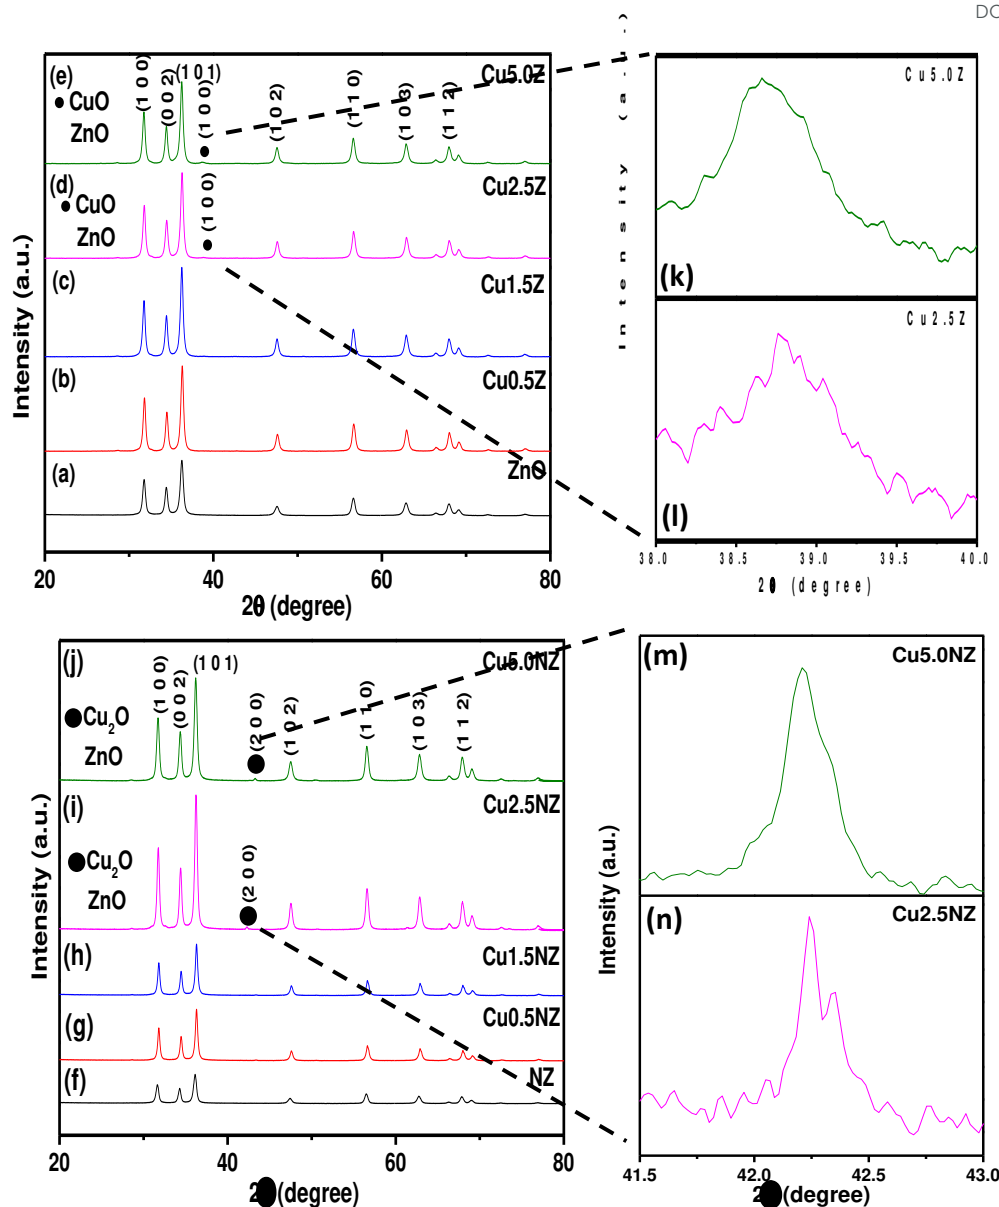 DO
(e)
CuO
ZnO
(1 0 0)
(0 0 2)
(1 0 1)
(1 0 0)
(1 0 2)
(1 1 0)
(1 0 3)
(1 1 2)
Cu5.0Z
(d)
CuO
ZnO
(1 0 0)
Cu2.5Z
(c)
Cu1.5Z
(b)
Cu0.5Z
(a)
ZnO
Intensity (a.u.)
20 40 60 80
2θ (degree)
Intensity (a.u.)
Cu5.0Z
(k)
Cu2.5Z
(l)
38.0 38.5 39.0 39.5 40.0
2θ (degree)
(j)
Cu₂O
ZnO
(1 0 0)
(0 0 2)
(1 0 1)
(2 0 0)
(1 0 2)
(1 1 0)
(1 0 3)
(1 1 2)
Cu5.0NZ
(i)
Cu₂O
ZnO
(2 0 0)
Cu2.5NZ
(h)
Cu1.5NZ
(g)
Cu0.5NZ
(f)
NZ
Intensity (a.u.)
20 40 60 80
2 (degree)
(m)
Cu5.0NZ
(n)
Cu2.5NZ
Intensity (a.u.)
41.5 42.0 42.5 43.0
2 (degree)